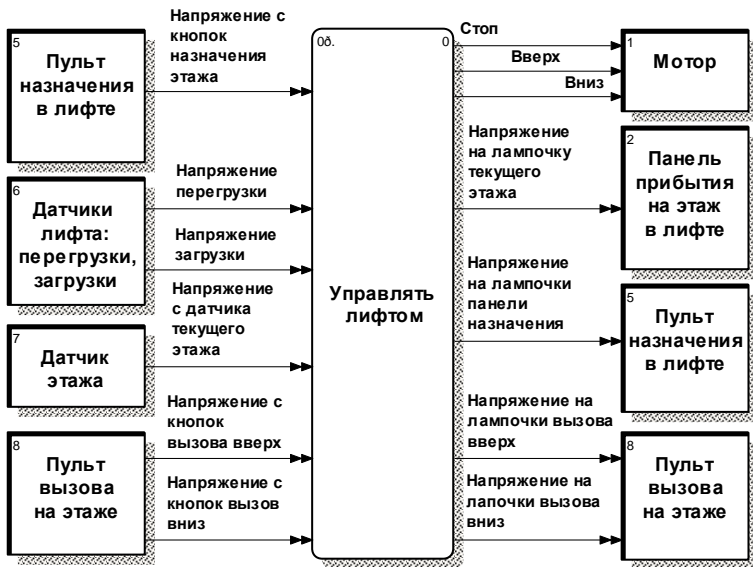 5
Пульт
назначения
в лифте
Напряжение с
кнопок
назначения
этажа
6
Датчики
лифта:
перегрузки,
загрузки
Напряжение
перегрузки
Напряжение
загрузки
7
Датчик
этажа
Напряжение
с датчика
текущего
этажа
8
Пульт
вызова
на этаже
Напряжение с
кнопок
вызова вверх
Напряжение с
кнопок вызов
вниз
0ð.
0
Управлять
лифтом
Стоп
Вверх
Вниз
1
Мотор
Напряжение
на лампочку
текущего
этажа
2
Панель
прибытия
на этаж
в лифте
Напряжение
на лампочки
панели
назначения
5
Пульт
назначения
в лифте
Напряжение на
лампочки вызова
вверх
Напряжение на
лапочки вызова
вниз
8
Пульт
вызова
на этаже